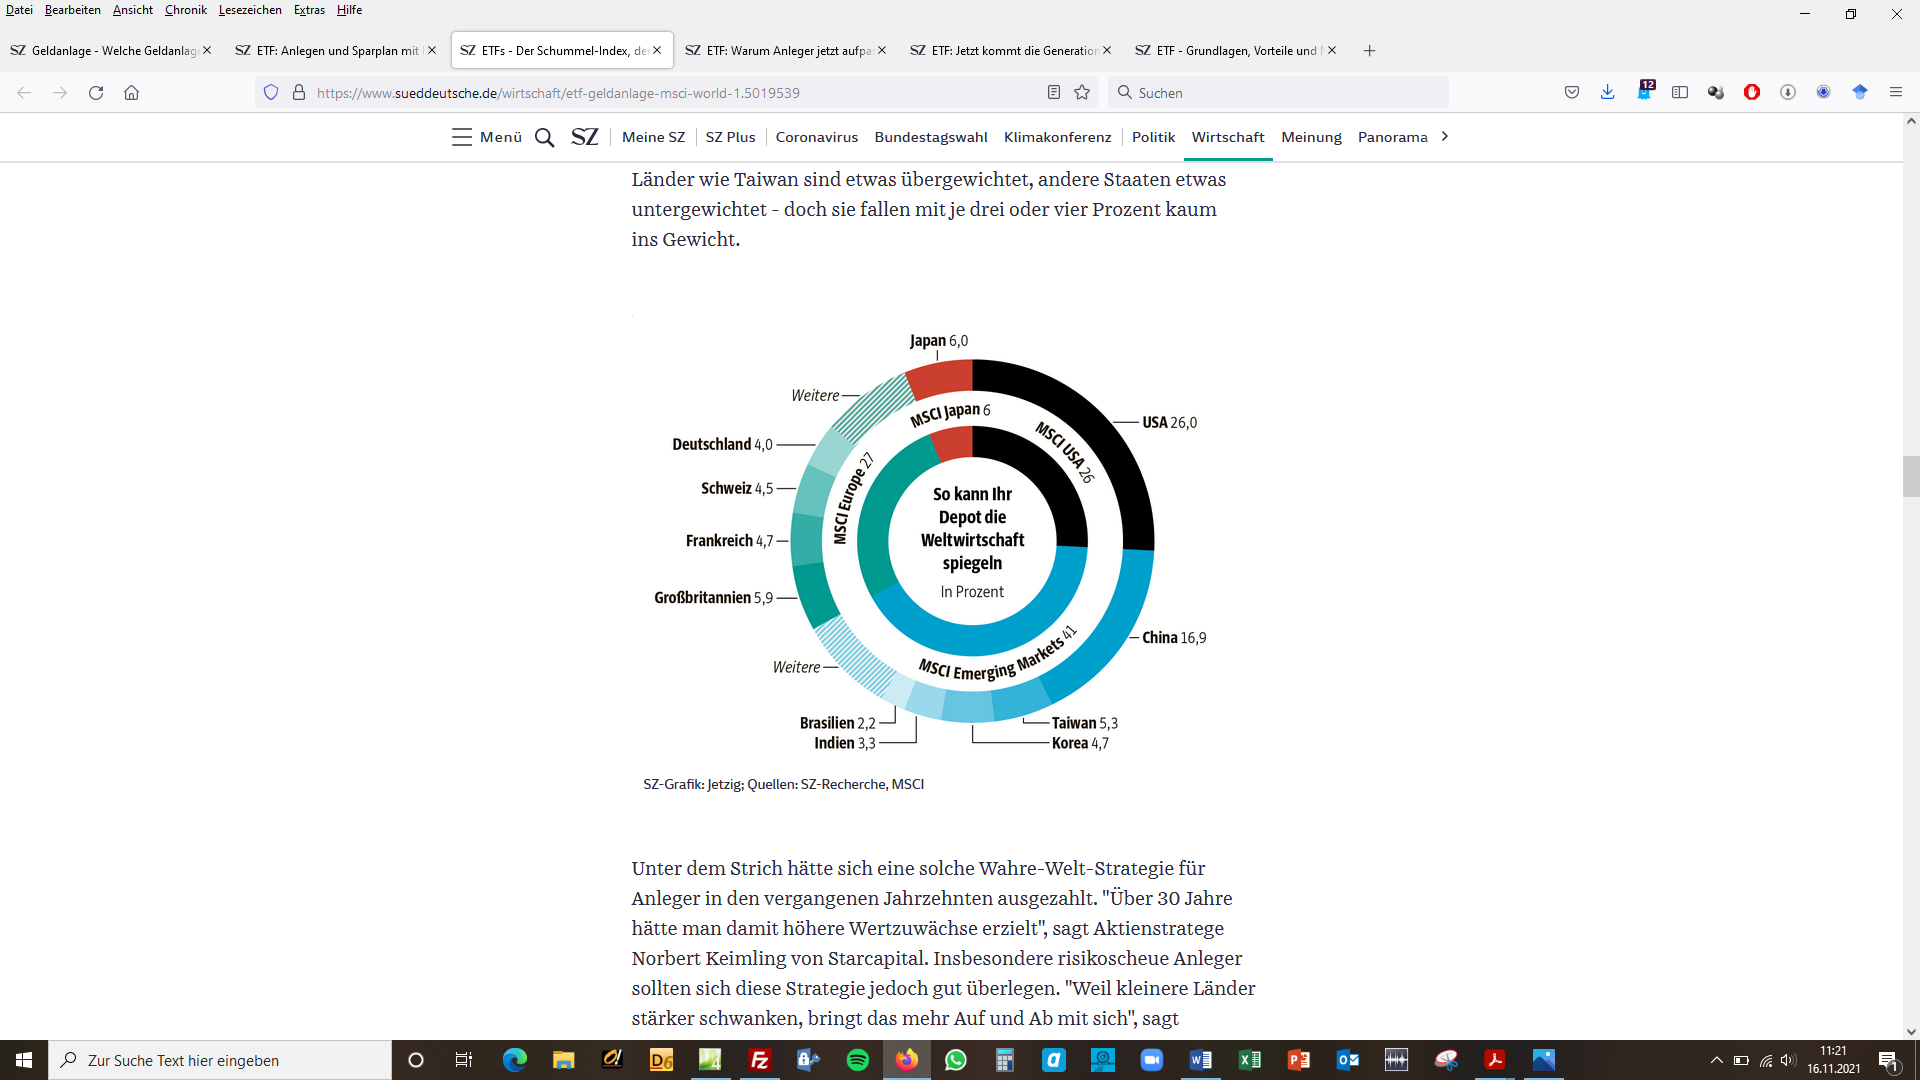 Datei Bearbeiten Ansicht Chronik Lesezeichen Extras Hilfe
SZ Geldanlage - Welche Geldanlag
SZ ETF: Anlegen und Sparplan mit
SZ ETFs - Der Schummel-Index, de
SZ ETF: Warum Anleger jetzt aufpa
SZ ETF: Jetzt kommt die Generation
SZ ETF - Grundlagen, Vorteile und
https://www.sueddeutsche.de/wirtschaft/etf-geldanlage-msci-world-1.5019539
Suchen
12
Menü SZ Meine SZ SZ Plus Coronavirus Bundestagswahl Klimakonferenz Politik Wirtschaft Meinung Panorama
Länder wie Taiwan sind etwas übergewichtet, andere Staaten etwas
untergewichtet - doch sie fallen mit je drei oder vier Prozent kaum
ins Gewicht.
Japan 6,0
Weitere
MSCI Japan 6
USA 26,0
MSCI USA 26
Deutschland 4,0
MSCI Europe 27
Schweiz 4,5
So kann Ihr
Depot die
Weltwirtschaft
spiegeln
In Prozent
Frankreich 4,7
Großbritannien 5,9
China 16,9
MSCI Emerging Markets 41
Weitere
Brasilien 2,2
Taiwan 5,3
Indien 3,3
Korea 4,7
SZ-Grafik: Jetzig; Quellen: SZ-Recherche, MSCI
Unter dem Strich hätte sich eine solche Wahre-Welt-Strategie für
Anleger in den vergangenen Jahrzehnten ausgezahlt. "Über 30 Jahre
hätte man damit höhere Wertzuwächse erzielt", sagt Aktienstratege
Norbert Keimling von Starcapital. Insbesondere risikoscheue Anleger
sollten sich diese Strategie jedoch gut überlegen. "Weil kleinere Länder
stärker schwanken, bringt das mehr Auf und Ab mit sich", sagt
Zur Suche Text hier eingeben
11:21
16.11.2021
1